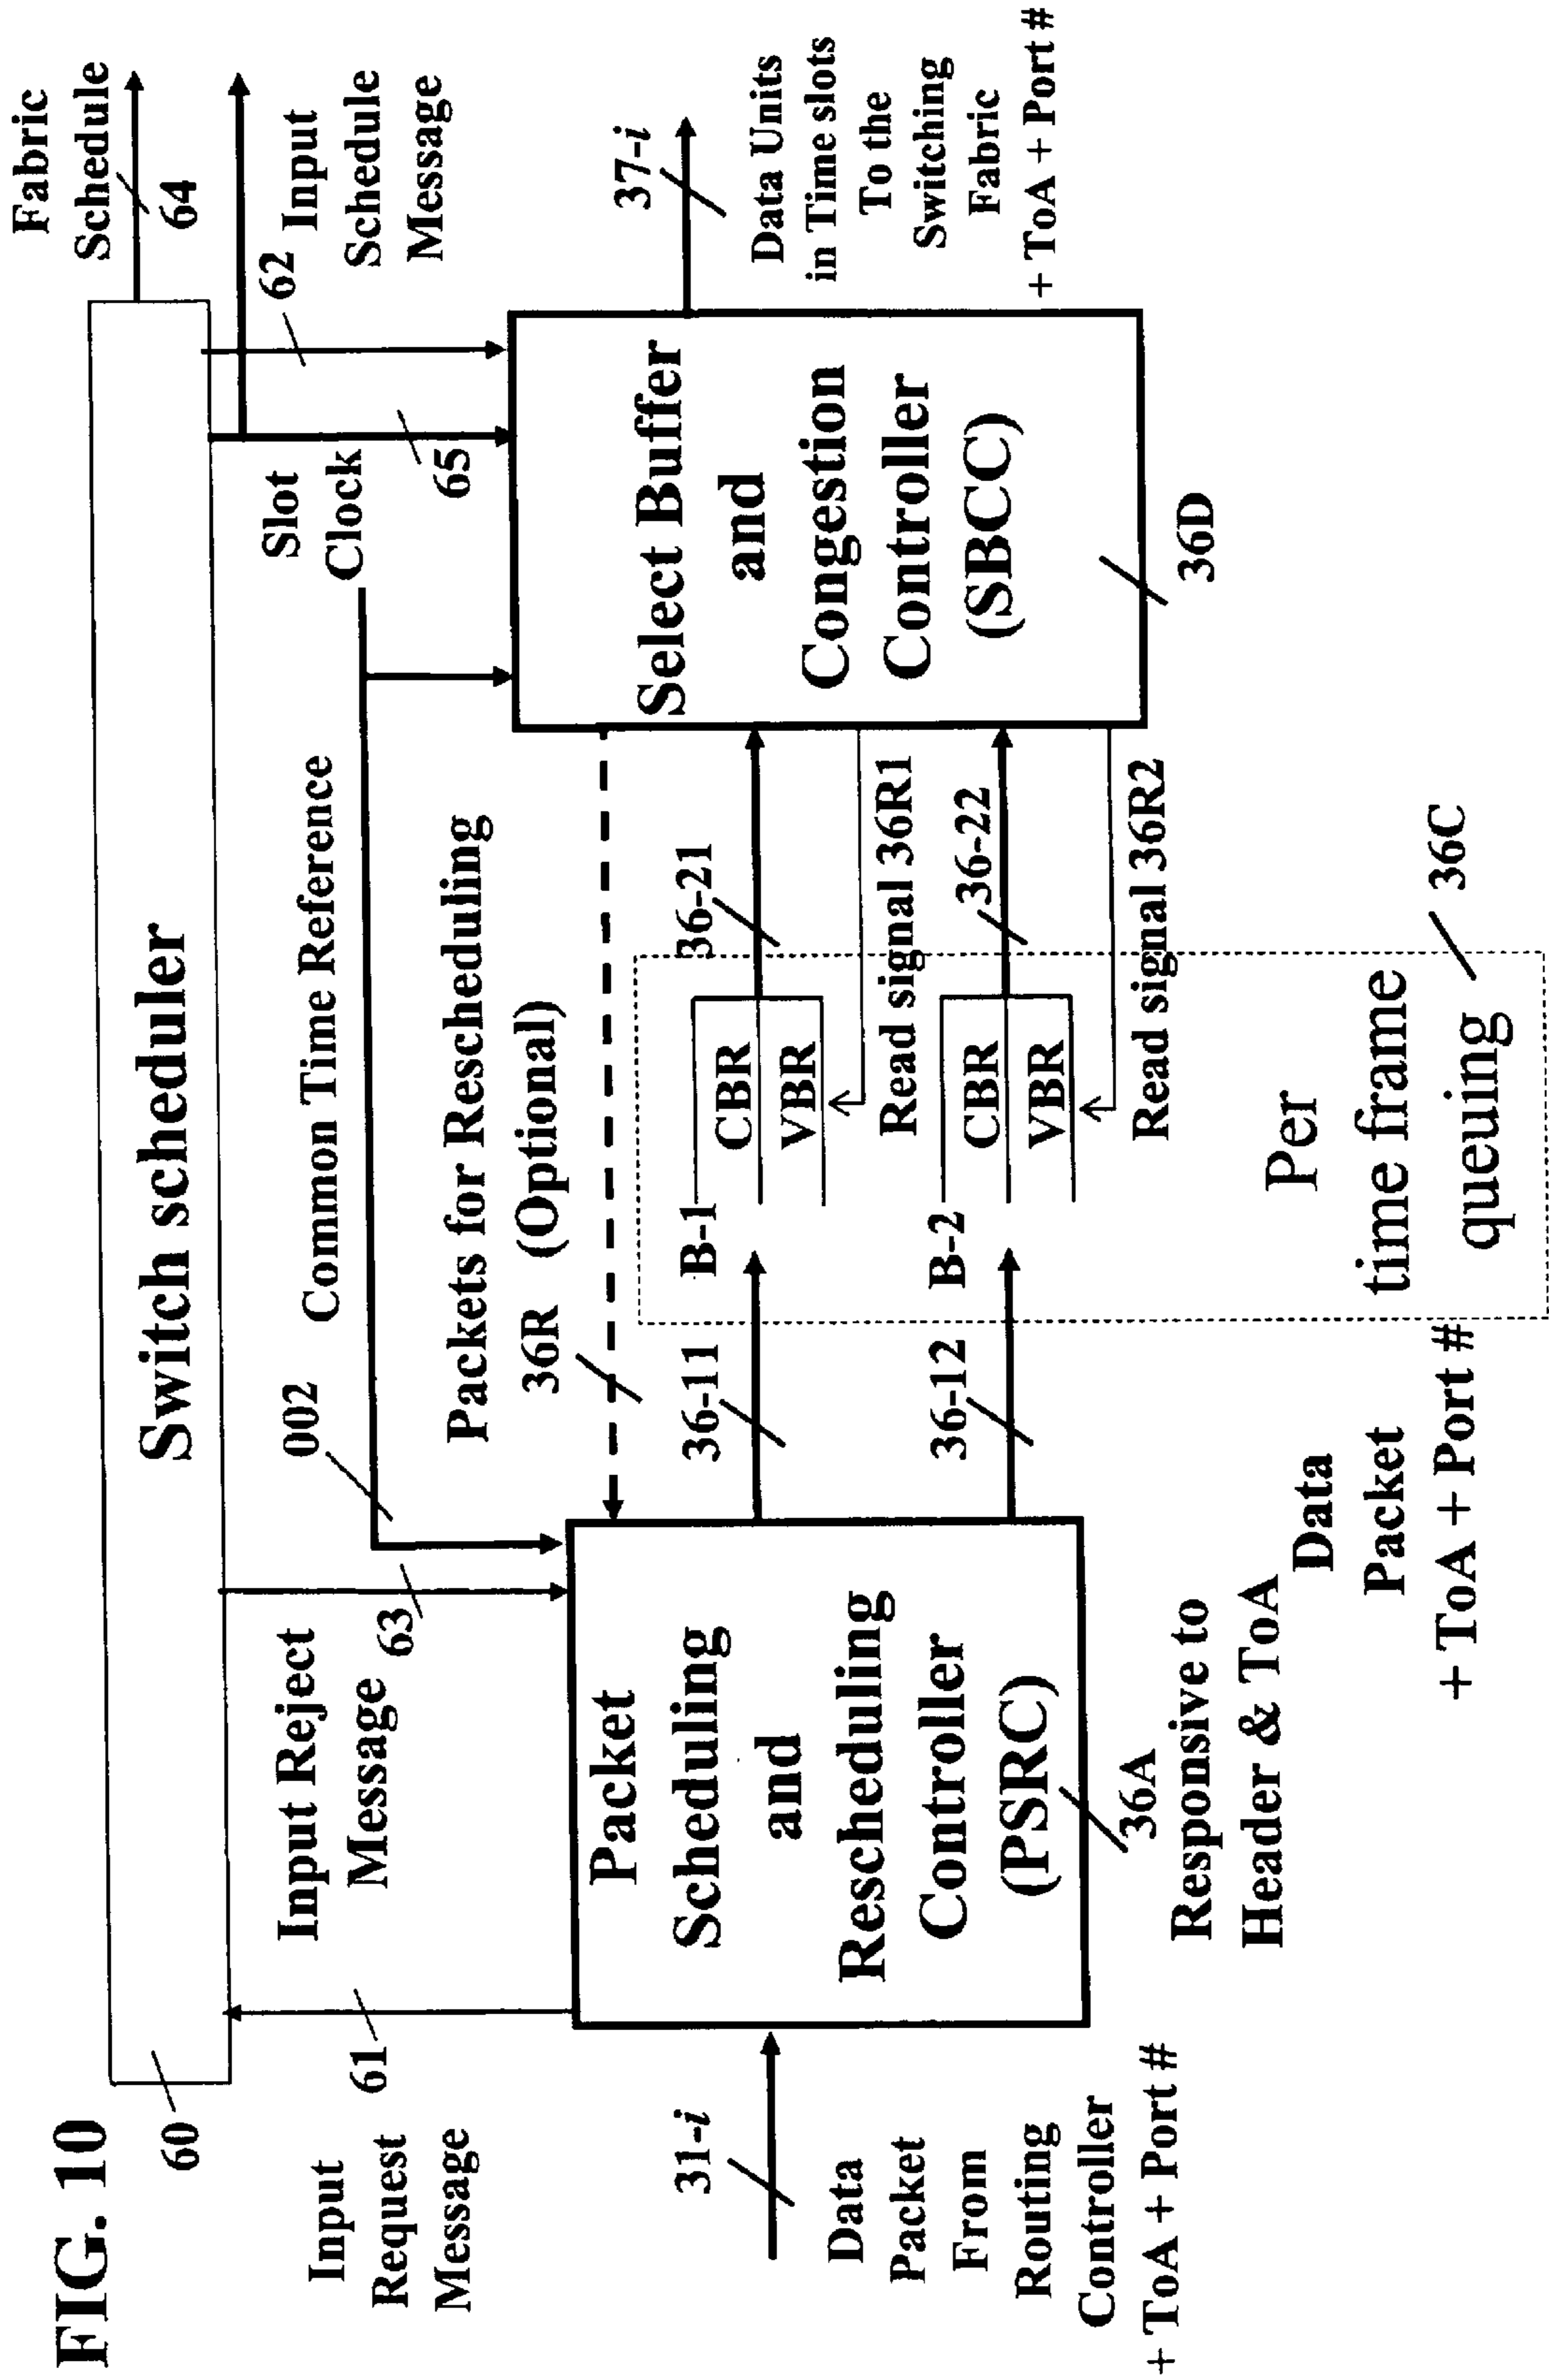 FIG. 10
60
Switch scheduler
Fabric
Schedule
64
Input
Request
Message
61
Input Reject
Message
63
002
Common Time Reference
Slot
Clock
65
62
Input
Schedule
Message
Packets for Rescheduling
36R (Optional)
31-i
Data
Packet
From
Routing
Controller
+ ToA + Port #
Packet
Scheduling
and
Rescheduling
Controller
(PSRC)
36A
Responsive to
Header & ToA
36-11
36-12
Data
Packet
+ ToA + Port #
B-1
CBR
VBR
36-21
Read signal 36R1
B-2
CBR
VBR
36-22
Read signal 36R2
Per
time frame
queuing
36C
Select Buffer
and
Congestion
Controller
(SBCC)
36D
37-i
Data Units
in Time slots
To the
Switching
Fabric
+ ToA + Port #